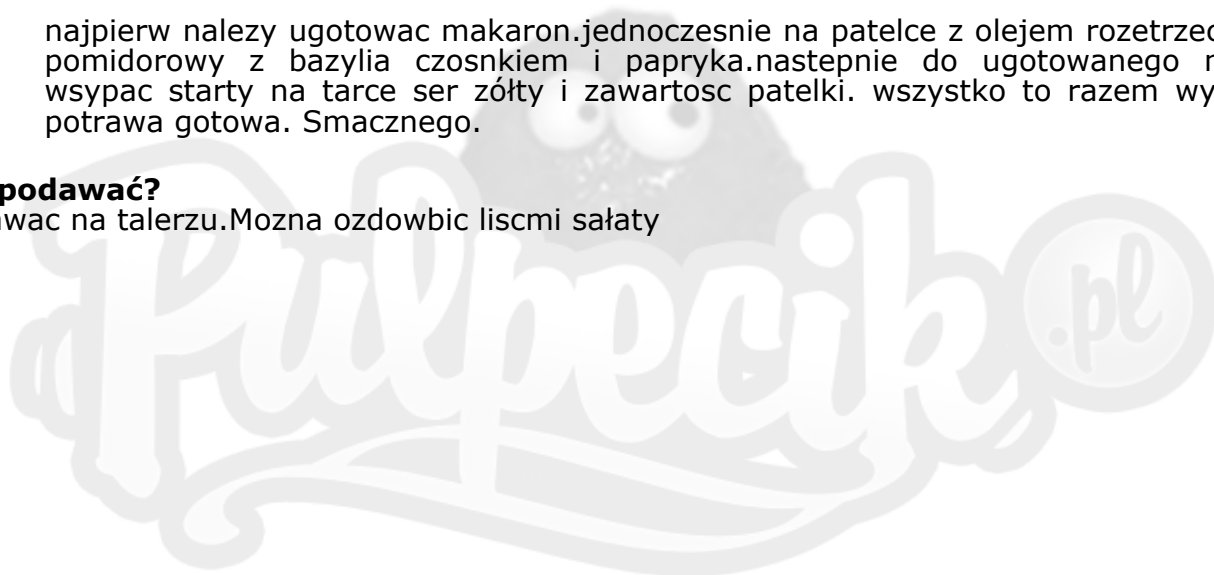 najpierw nalezy ugotowac makaron.jednoczesnie na patelce z olejem
pomidorowy z bazylia czosnkiem i papryka.nastepnie do ugotowanego
wsypac starty na tarce ser zółty i zawartosc patelki. wszystko to razem
potrawa gotowa. Smacznego.
podawać?
na talerzu.Mozna ozdowbic liscmi sałaty
Pulpecik.pl